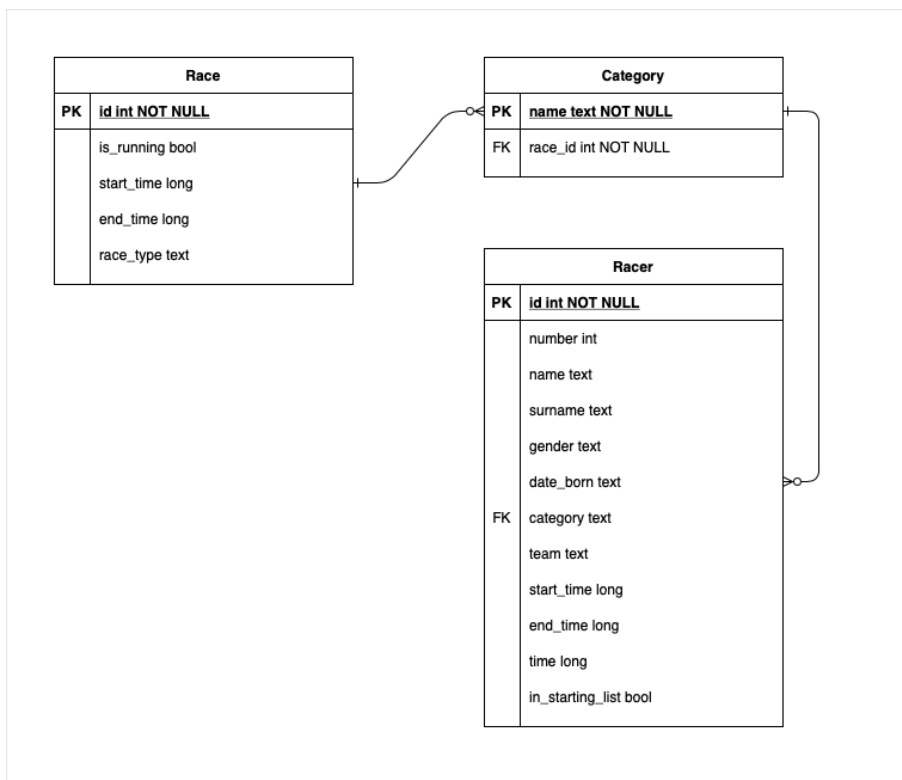 Race
PK id int NOT NULL
is_running bool
start_time long
end_time long
race_type text
Category
PK name text NOT NULL
FK race_id int NOT NULL
Racer
PK id int NOT NULL
number int
name text
surname text
gender text
date_born text
FK category text
team text
start_time long
end_time long
time long
in_starting_list bool